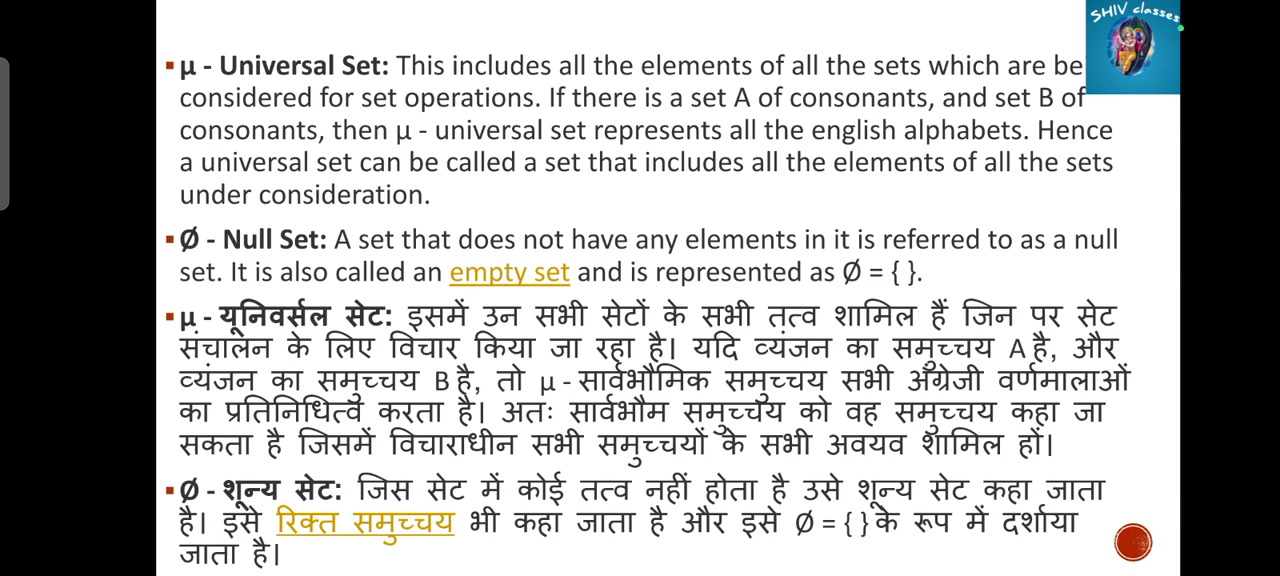 SHIV classes
▪ µ - Universal Set: This includes all the elements of all the sets which are be
considered for set operations. If there is a set A of consonants, and set B of
consonants, then µ - universal set represents all the english alphabets. Hence
a universal set can be called a set that includes all the elements of all the sets
under consideration.
▪ Ø - Null Set: A set that does not have any elements in it is referred to as a null
set. It is also called an empty set and is represented as Ø = { }.
▪ µ - यूनिवर्सल सेट: इसमें उन सभी सेटों के सभी तत्व शामिल हैं जिन पर सेट
संचालन के लिए विचार किया जा रहा है। यदि व्यंजन का समुच्चय A है, और
व्यंजन का समुच्चय B है, तो µ - सार्वभौमिक समुच्चय सभी अंग्रेजी वर्णमालाओं
का प्रतिनिधित्व करता है। अतः सार्वभौम समुच्चय को वह समुच्चय कहा जा
सकता है जिसमें विचाराधीन सभी समुच्चयों के सभी अवयव शामिल हों।
▪ Ø - शून्य सेट: जिस सेट में कोई तत्व नहीं होता है उसे शून्य सेट कहा जाता
है। इसे रिक्त समुच्चय भी कहा जाता है और इसे Ø = { } के रूप में दर्शाया
जाता है।